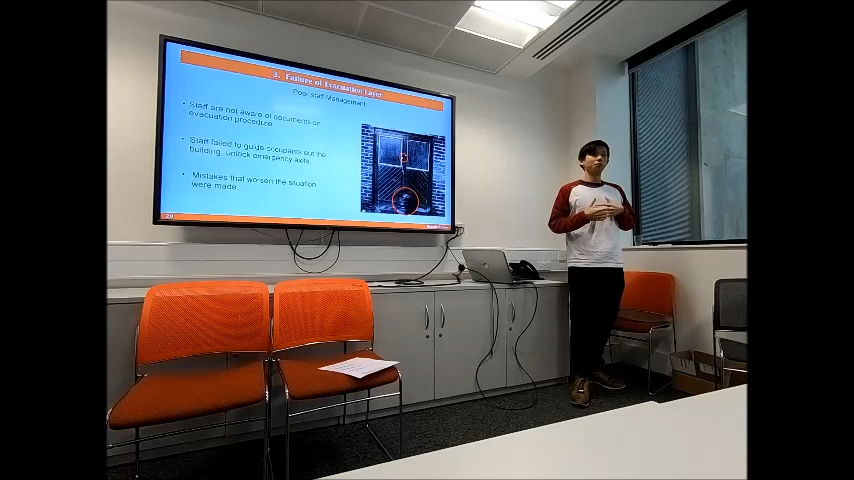 3. Failure of Evacuation Layer
Poor staff Management
• Staff are not aware of documents on
evacuation procedure.
• Staff failed to guide occupants out the
building, unlock emergency exits.
• Mistakes that worsen the situation
were made.
29